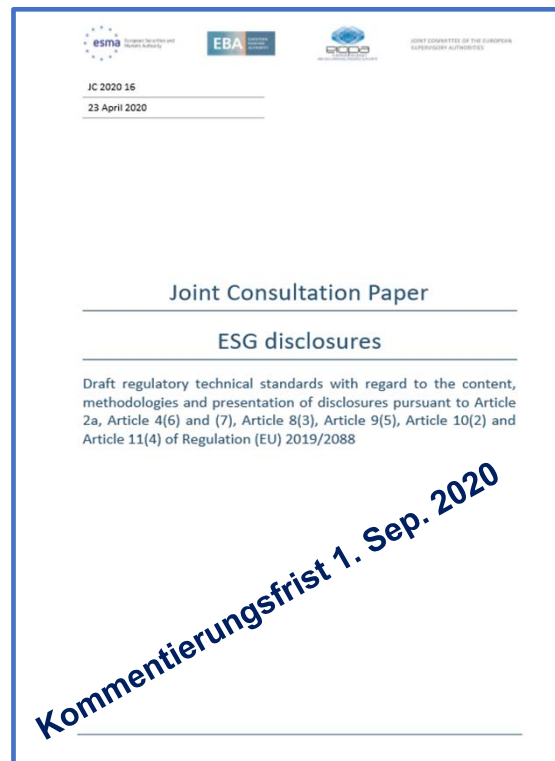 esma European Securities and
Markets Authority
EBA EUROPEAN
BANKING
AUTHORITY
eiopa
JOINT COMMITTEE OF THE EUROPEAN
SUPERVISORY AUTHORITIES
JC 2020 16
23 April 2020
Joint Consultation Paper
ESG disclosures
Draft regulatory technical standards with regard to the content,
methodologies and presentation of disclosures pursuant to Article
2a, Article 4(6) and (7), Article 8(3), Article 9(5), Article 10(2) and
Article 11(4) of Regulation (EU) 2019/2088
Kommentierungsfrist 1. Sep. 2020